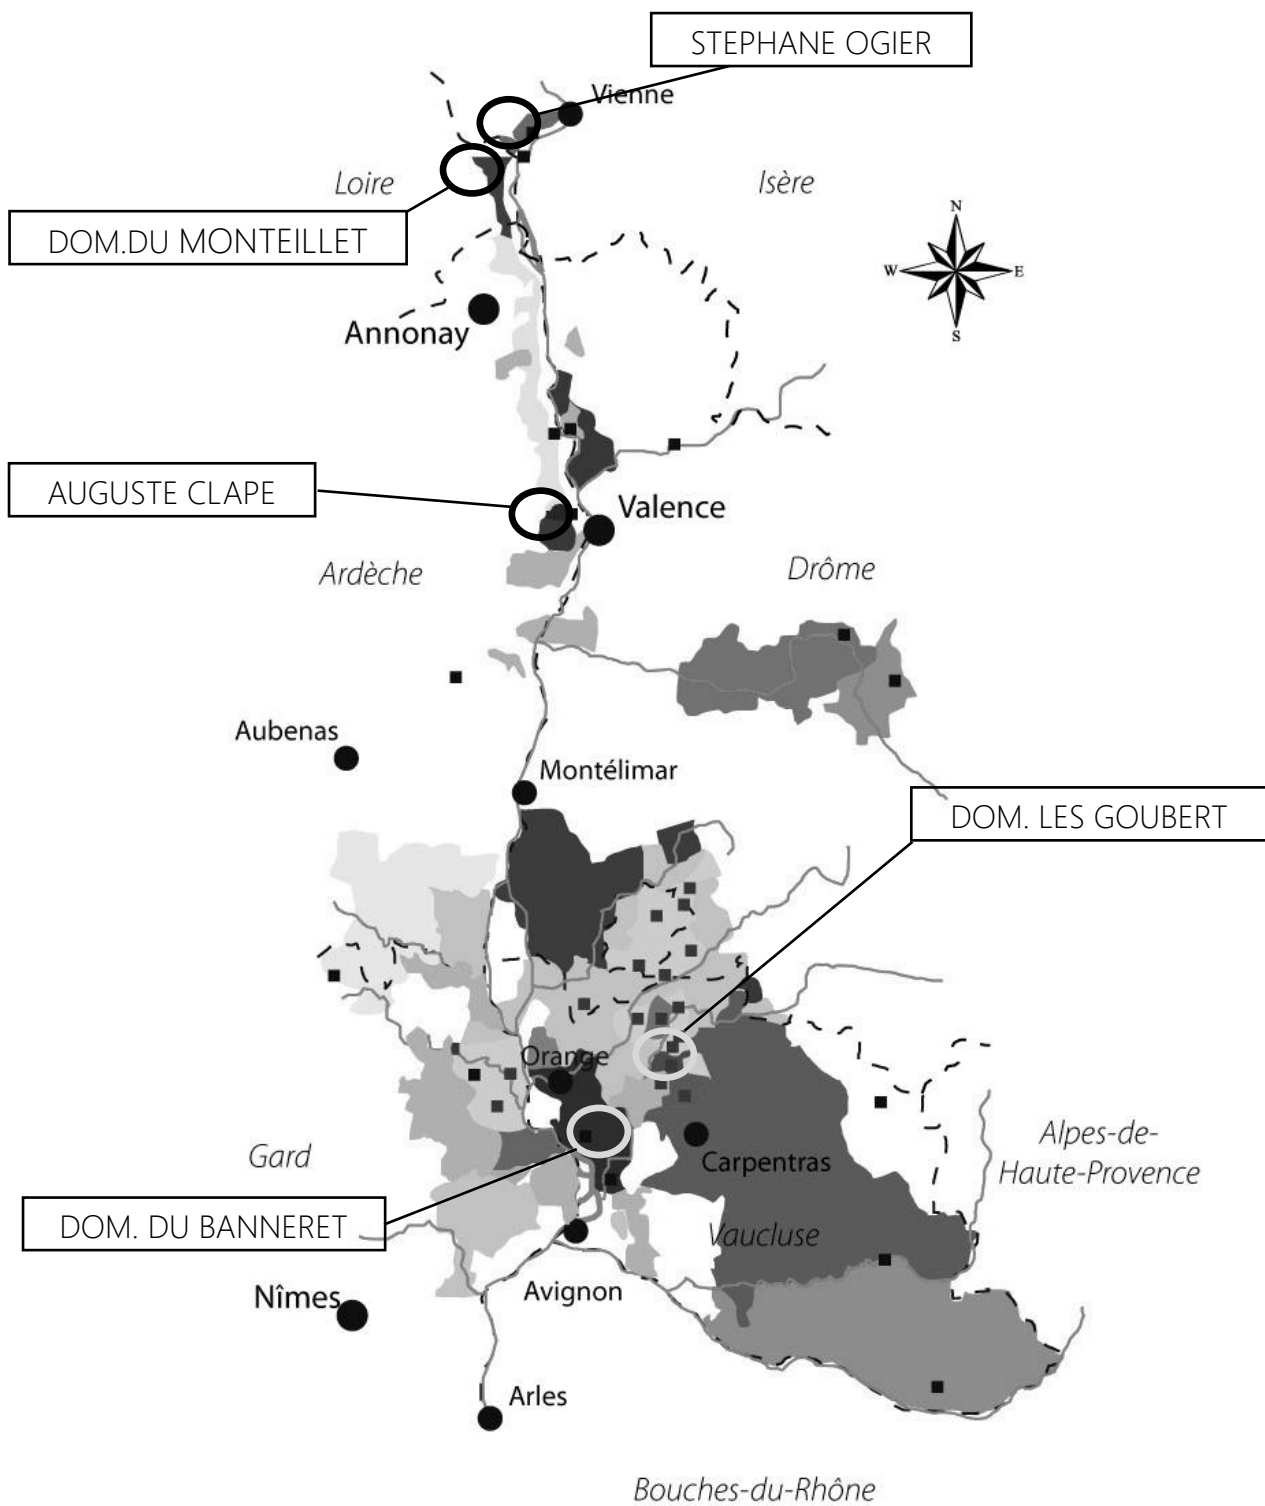 STEPHANE OGIER
Vienne
Loire
Isère
DOM.DU MONTEILLET
N
W
E
S
Annonay
AUGUSTE CLAPE
Valence
Ardèche
Drôme
Aubenas
Montélimar
DOM. LES GOUBERT
Orange
Gard
Carpentras
Alpes-de-
Haute-Provence
DOM. DU BANNERET
Vaucluse
Nîmes
Avignon
Arles
Bouches-du-Rhône